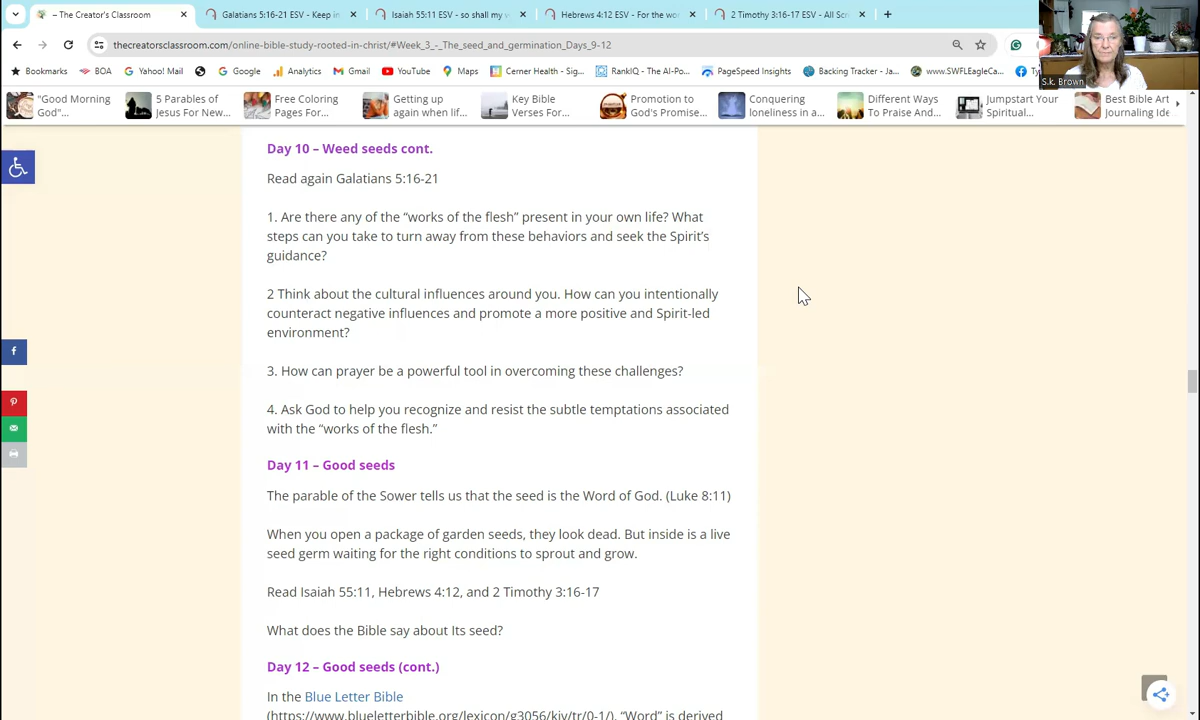 – The Creator's Classroom
Galatians 5:16-21 ESV - Keep in
Isaiah 55:11 ESV - so shall my w
Hebrews 4:12 ESV - For the wor
2 Timothy 3:16-17 ESV - All Scr
thecreatorsclassroom.com/online-bible-study-rooted-in-christ/#Week_3_-_The_seed_and_germination_Days_9-12
S.k. Brown
Bookmarks
BOA
Yahoo! Mail
Google
Analytics
Gmail
YouTube
Maps
Cerner Health - Sig...
RankIQ - The AI-Po...
PageSpeed Insights
Backing Tracker - Ja...
www.SWFLEagleCa...
"Good Morning
God"...
5 Parables of
Jesus For New...
Free Coloring
Pages For...
Getting up
again when lif...
Key Bible
Verses For...
Promotion to
God's Promise...
Conquering
loneliness in a...
Different Ways
To Praise And...
Jumpstart Your
Spiritual...
Best Bible Art
Journaling Ide
Day 10 – Weed seeds cont.
Read again Galatians 5:16-21
1. Are there any of the “works of the flesh” present in your own life? What
steps can you take to turn away from these behaviors and seek the Spirit’s
guidance?
2 Think about the cultural influences around you. How can you intentionally
counteract negative influences and promote a more positive and Spirit-led
environment?
3. How can prayer be a powerful tool in overcoming these challenges?
4. Ask God to help you recognize and resist the subtle temptations associated
with the “works of the flesh.”
Day 11 – Good seeds
The parable of the Sower tells us that the seed is the Word of God. (Luke 8:11)
When you open a package of garden seeds, they look dead. But inside is a live
seed germ waiting for the right conditions to sprout and grow.
Read Isaiah 55:11, Hebrews 4:12, and 2 Timothy 3:16-17
What does the Bible say about Its seed?
Day 12 – Good seeds (cont.)
In the Blue Letter Bible
(https://www.blueletterbible.org/lexicon/g3056/kjv/tr/0-1/), “Word” is derived